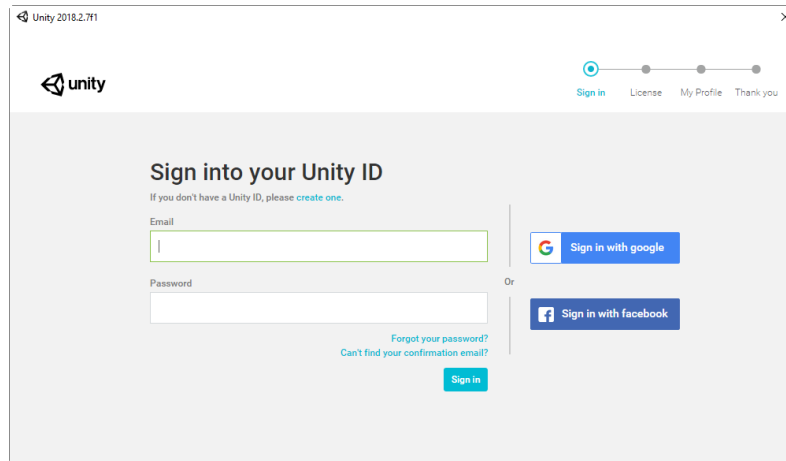 Unity 2018.2.7f1
unity
Sign in License My Profile Thank you
Sign into your Unity ID
If you don't have a Unity ID, please create one.
Email
Sign in with google
Password
Or
Sign in with facebook
Forgot your password?
Can't find your confirmation email?
Sign in